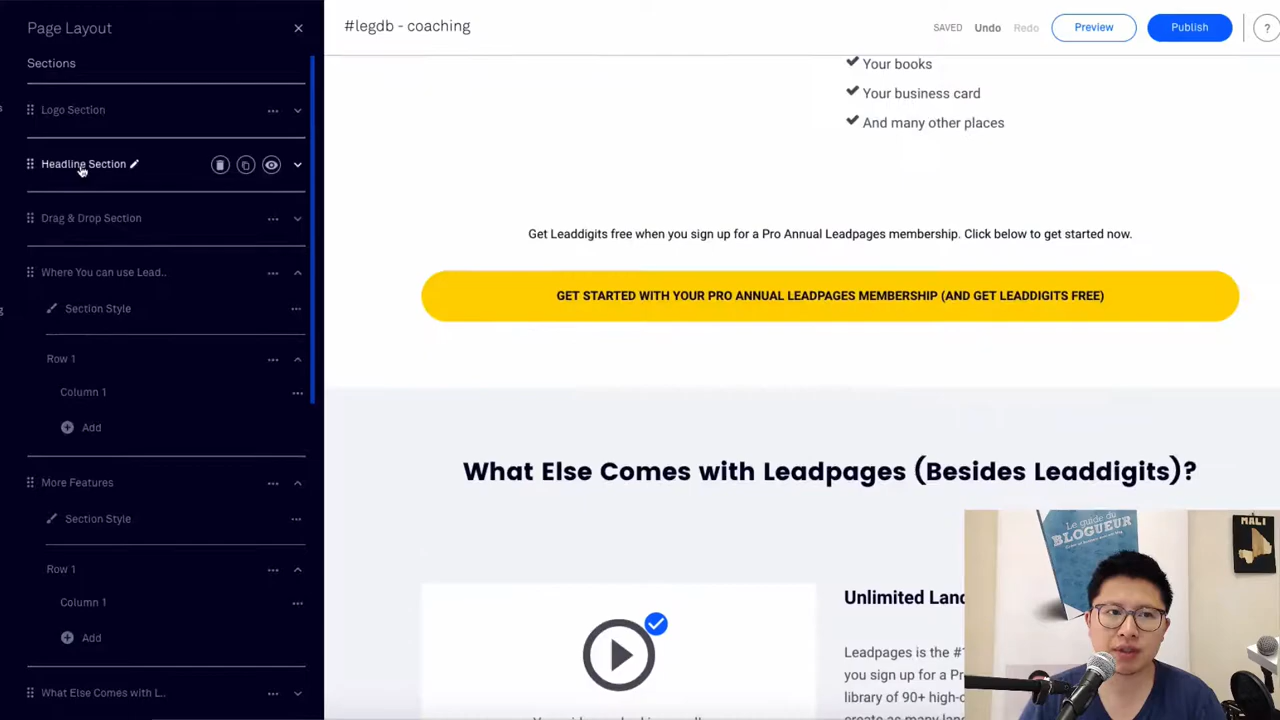 Page Layout
Sections
Logo Section
Headline Section
Drag & Drop Section
Where You can use Lead..
Section Style
Row 1
Column 1
Add
More Features
Section Style
Row 1
Column 1
Add
What Else Comes with L..
#legdb - coaching
SAVED
Undo
Redo
Preview
Publish
?
Your books
Your business card
And many other places
Get Leaddigits free when you sign up for a Pro Annual Leadpages membership. Click below to get started now.
GET STARTED WITH YOUR PRO ANNUAL LEADPAGES MEMBERSHIP (AND GET LEADDIGITS FREE)
What Else Comes with Leadpages (Besides Leaddigits)?
Unlimited Lan
Leadpages is the #
you sign up for a P
library of 90+ high-
Le guide du
BLOGUEUR
MALI